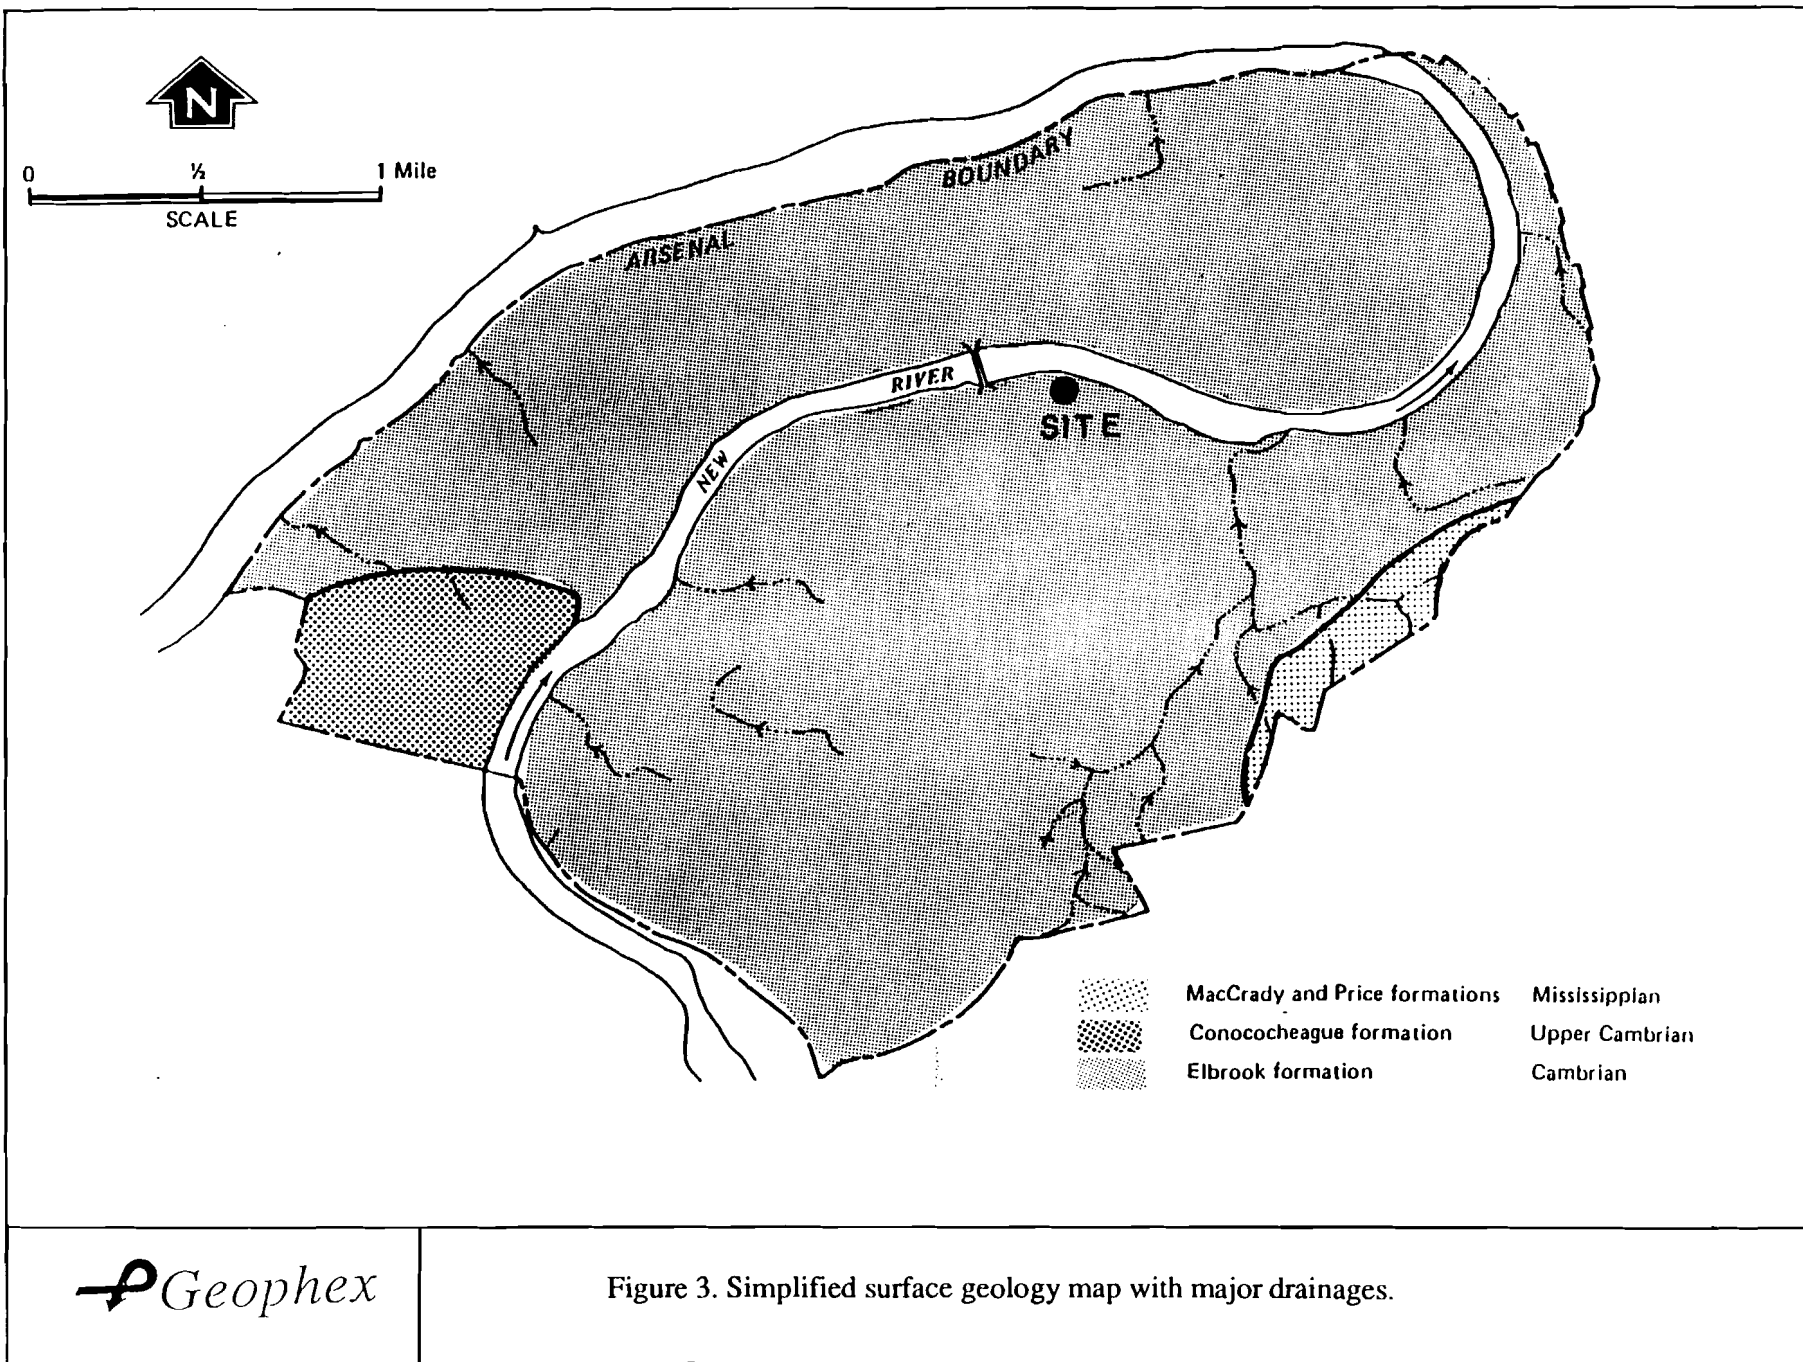 N
0 ½ 1 Mile
SCALE
ARSENAL BOUNDARY
NEW RIVER
SITE
MacCrady and Price formations Mississippian
Conococheague formation Upper Cambrian
Elbrook formation Cambrian
Geophex
Figure 3. Simplified surface geology map with major drainages.